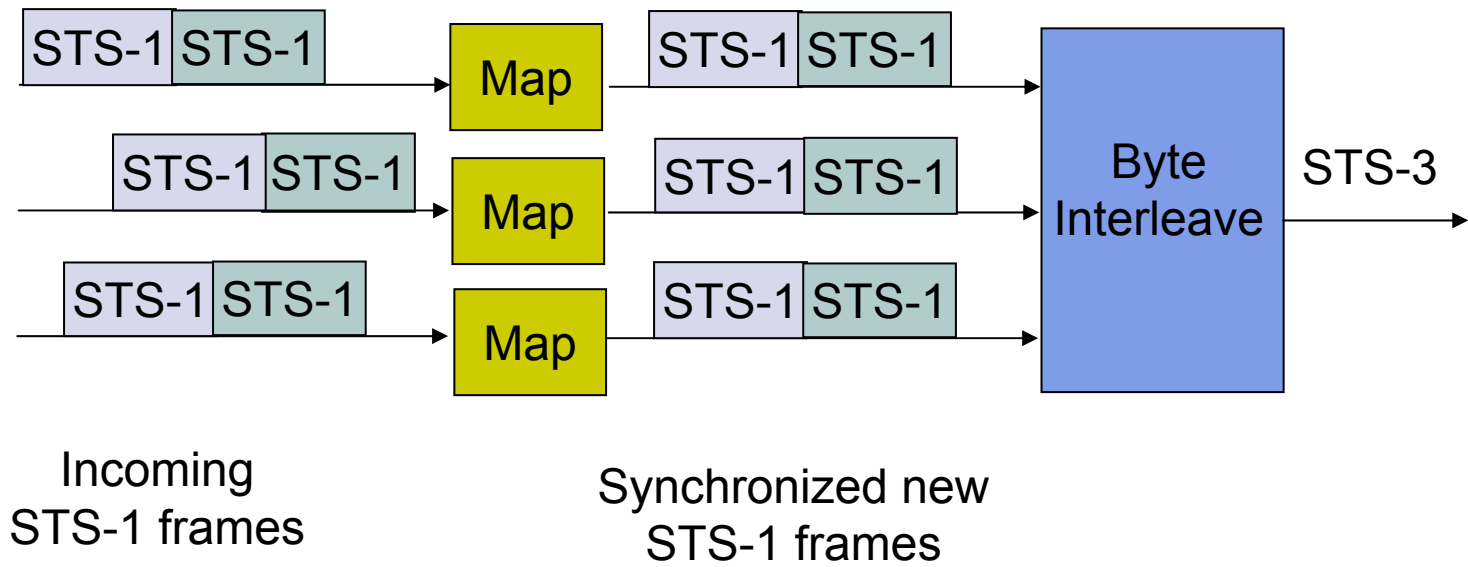 STS-1 STS-1 Map STS-1 STS-1
STS-1 STS-1 Map STS-1 STS-1 Byte Interleave STS-3
STS-1 STS-1 Map STS-1 STS-1
Incoming
STS-1 frames
Synchronized new
STS-1 frames